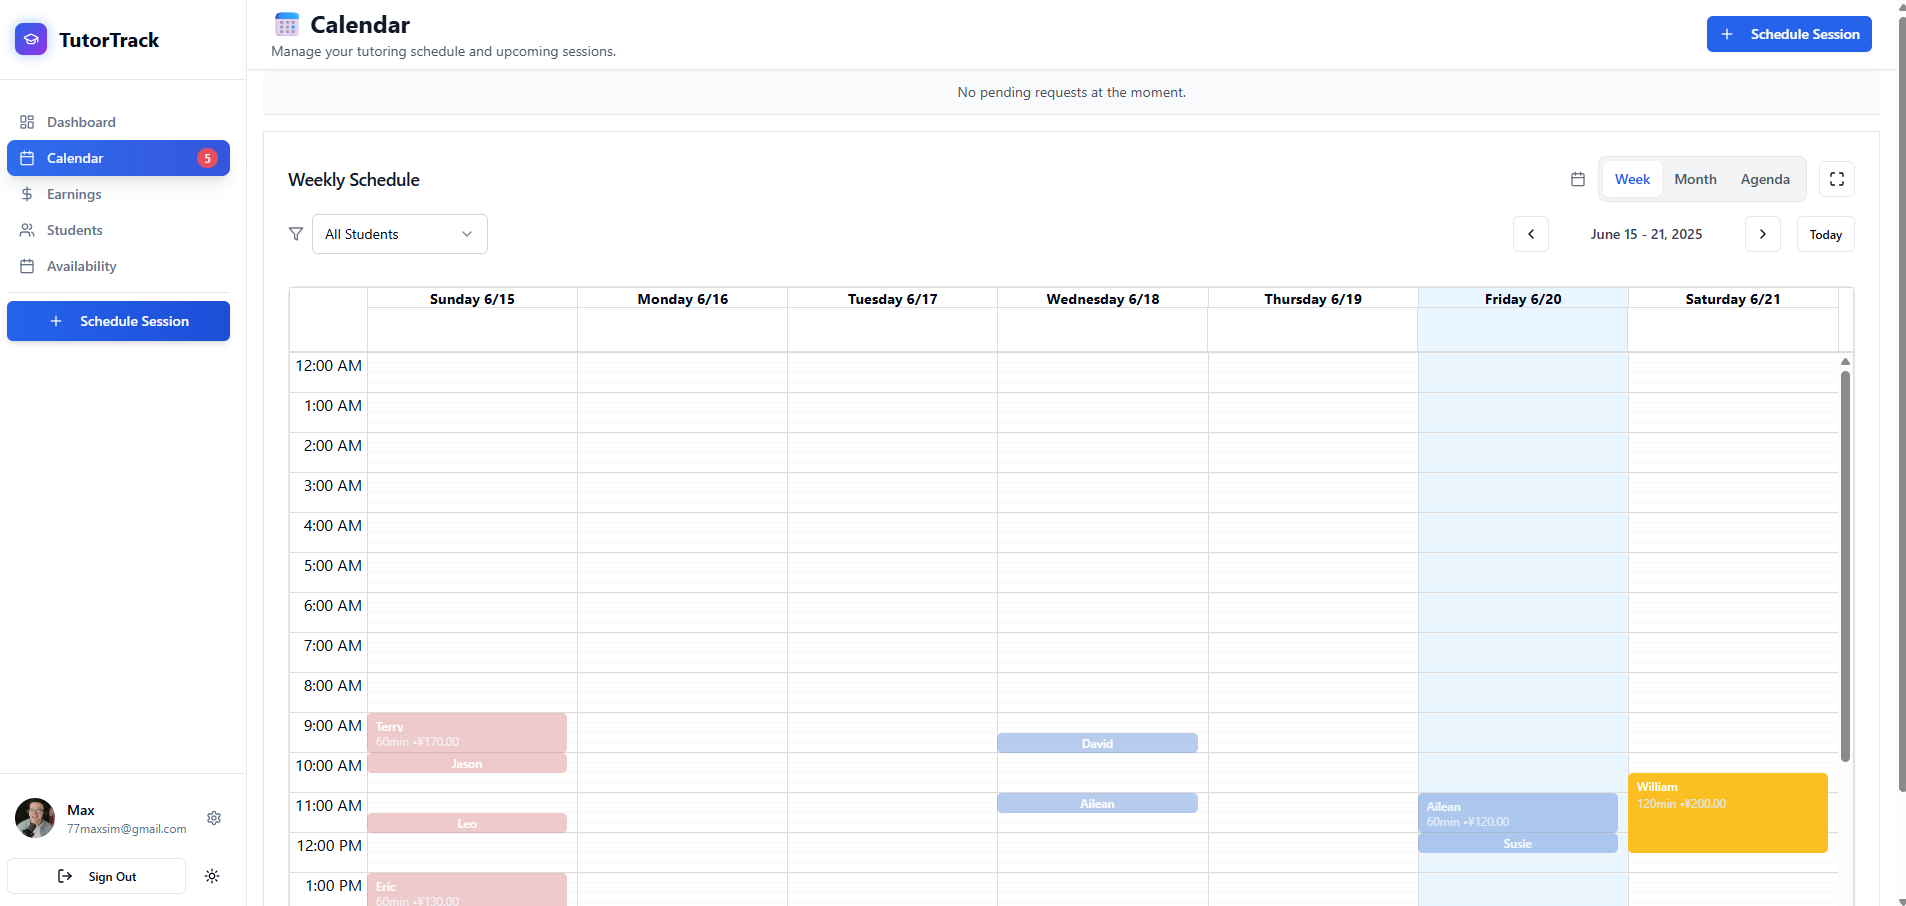 TutorTrack
Dashboard
Calendar
5
Earnings
Students
Availability
Schedule Session
Max
77maxsim@gmail.com
Sign Out
Calendar
Manage your tutoring schedule and upcoming sessions.
Schedule Session
No pending requests at the moment.
Weekly Schedule
Week Month Agenda
All Students
June 15 - 21, 2025
Today
Sunday 6/15 Monday 6/16 Tuesday 6/17 Wednesday 6/18 Thursday 6/19 Friday 6/20 Saturday 6/21
12:00 AM
1:00 AM
2:00 AM
3:00 AM
4:00 AM
5:00 AM
6:00 AM
7:00 AM
8:00 AM
9:00 AM
Terry
60min •¥170.00
David
10:00 AM
Jason
William
120min •¥200.00
11:00 AM
Ailean
Ailean
60min •¥120.00
Leo
12:00 PM
Susie
1:00 PM
Eric
60min •¥130.00